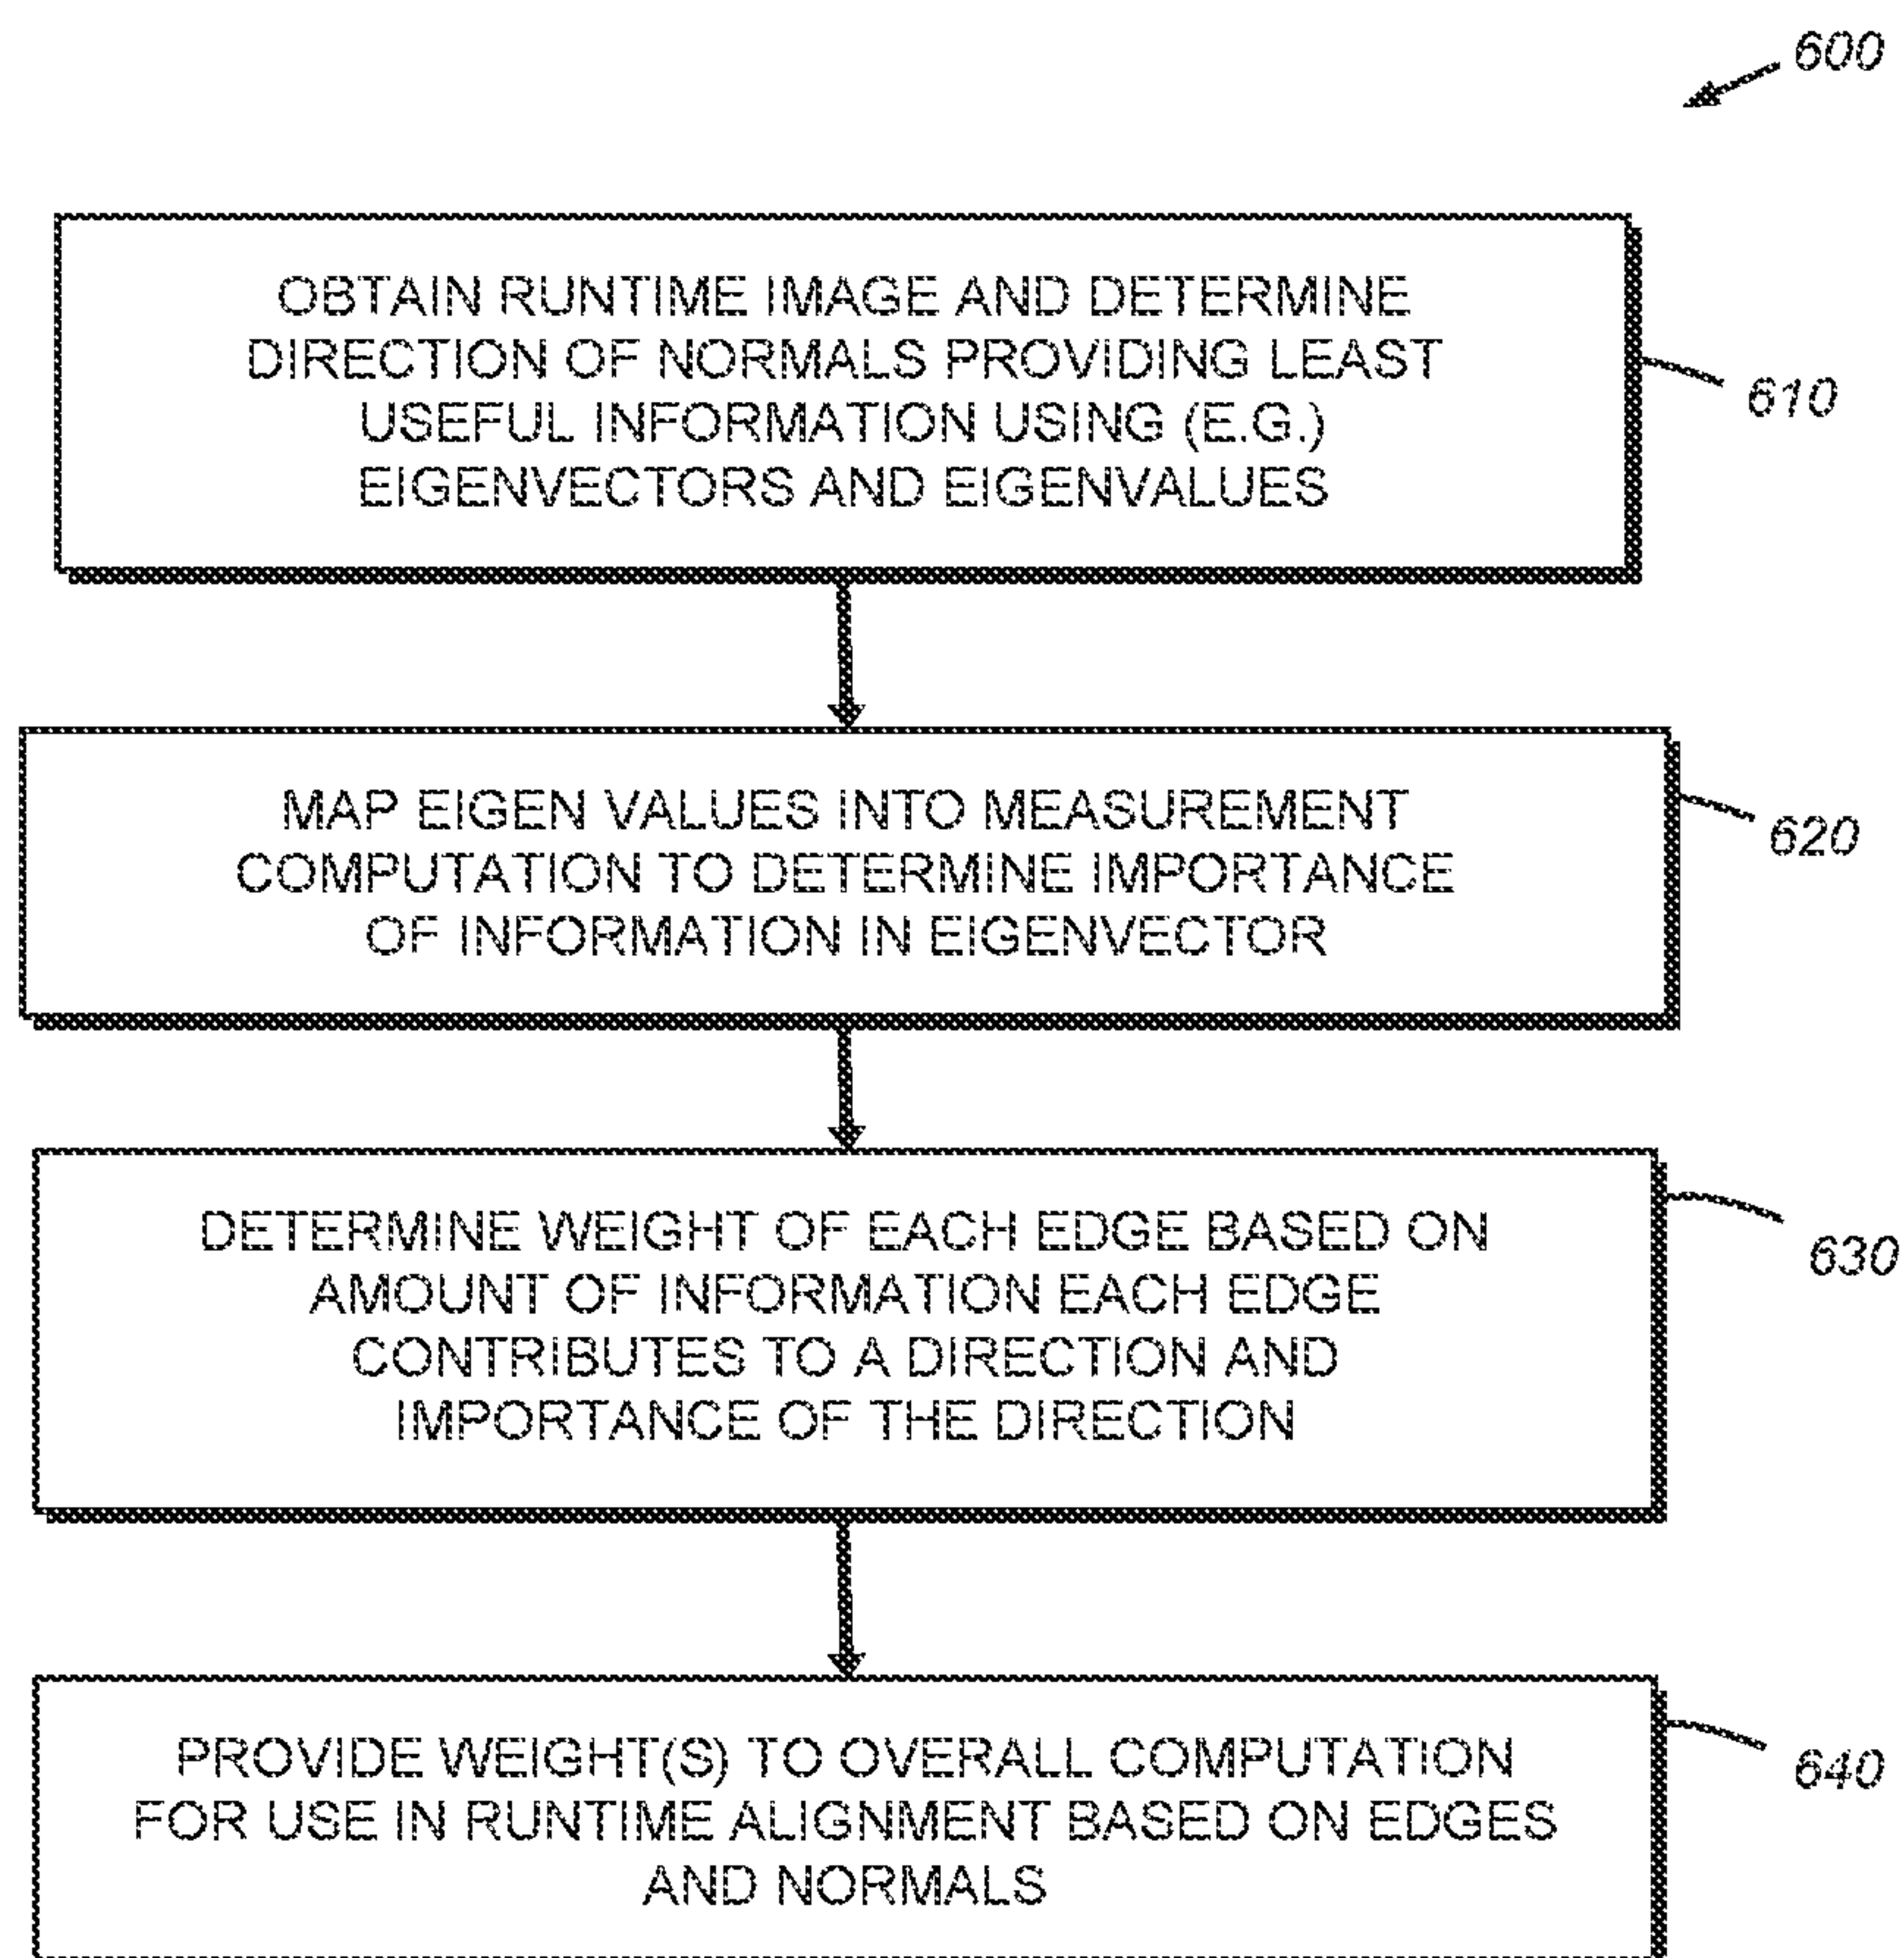 600
OBTAIN RUNTIME IMAGE AND DETERMINE
DIRECTION OF NORMALS PROVIDING LEAST
USEFUL INFORMATION USING (E.G.)
EIGENVECTORS AND EIGENVALUES
610
MAP EIGEN VALUES INTO MEASUREMENT
COMPUTATION TO DETERMINE IMPORTANCE
OF INFORMATION IN EIGENVECTOR
620
DETERMINE WEIGHT OF EACH EDGE BASED ON
AMOUNT OF INFORMATION EACH EDGE
CONTRIBUTES TO A DIRECTION AND
IMPORTANCE OF THE DIRECTION
630
PROVIDE WEIGHT(S) TO OVERALL COMPUTATION
FOR USE IN RUNTIME ALIGNMENT BASED ON EDGES
AND NORMALS
640